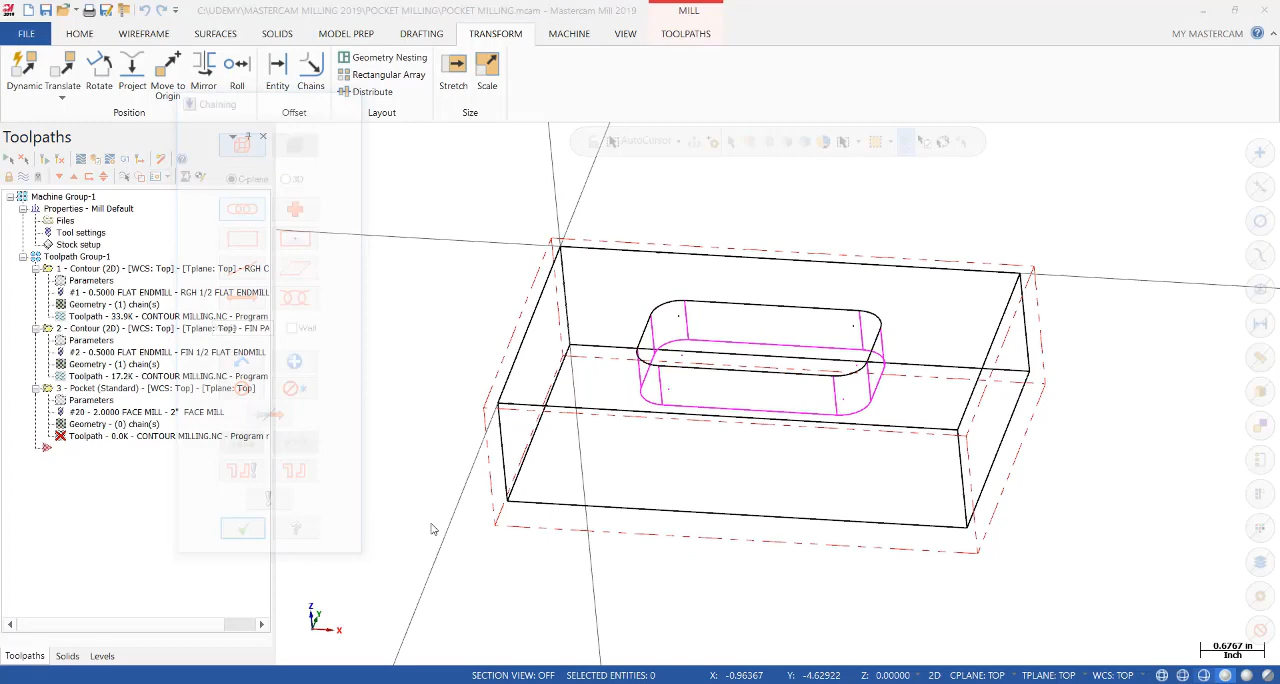 C:\UDEMY\MASTERCAM MILLING 2019\POCKET MILLING\POCKET MILLING.mcam - Mastercam Mill 2019
MILL
FILE HOME WIREFRAME SURFACES SOLIDS MODEL PREP DRAFTING TRANSFORM MACHINE VIEW TOOLPATHS MY MASTERCAM
Dynamic Translate Rotate Project Move to Origin Mirror Roll
Position
Entity Chains
Offset
Geometry Nesting
Rectangular Array
Distribute
Layout
Stretch Scale
Size
Chaining
C-plane 3D
Wait
AutoCursor
Toolpaths
G1
Machine Group-1
Properties - Mill Default
Files
Tool settings
Stock setup
Toolpath Group-1
1 - Contour (2D) - [WCS: Top] - [Tplane: Top] - RGH C
Parameters
#1 - 0.5000 FLAT ENDMILL - RGH 1/2 FLAT ENDMILL
Geometry - (1) chain(s)
Toolpath - 33.9K - CONTOUR MILLING.NC - Program
2 - Contour (2D) - [WCS: Top] - [Tplane: Top] - FIN PA
Parameters
#2 - 0.5000 FLAT ENDMILL - FIN 1/2 FLAT ENDMILL
Geometry - (1) chain(s)
Toolpath - 17.2K - CONTOUR MILLING.NC - Program
3 - Pocket (Standard) - [WCS: Top] - [Tplane: Top]
Parameters
#20 - 2.0000 FACE MILL - 2" FACE MILL
Geometry - (0) chain(s)
Toolpath - 0.0K - CONTOUR MILLING.NC - Program n
Z
Y
X
0.6767 in
Inch
Toolpaths Solids Levels
SECTION VIEW: OFF SELECTED ENTITIES: 0 X: -0.96367 Y: -4.62922 Z: 0.00000 2D CPLANE: TOP TPLANE: TOP WCS: TOP